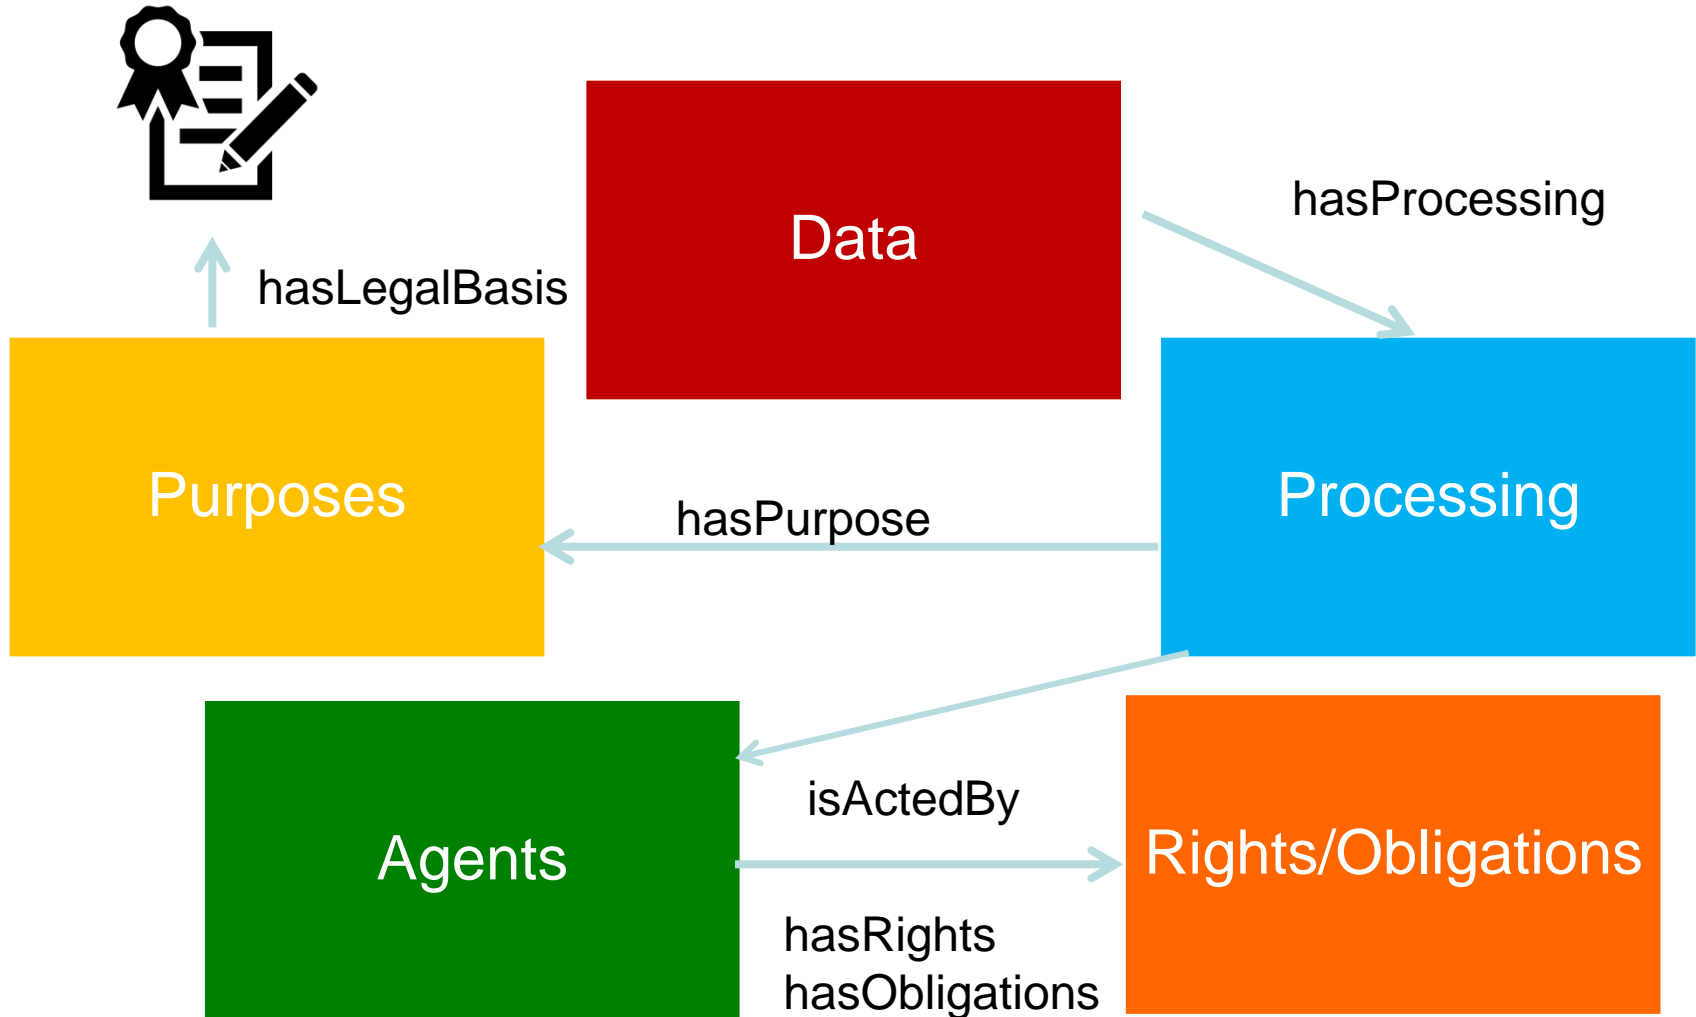 Data
hasProcessing
hasLegalBasis
Purposes
hasPurpose
Processing
isActedBy
Agents
Rights/Obligations
hasRights
hasObligations